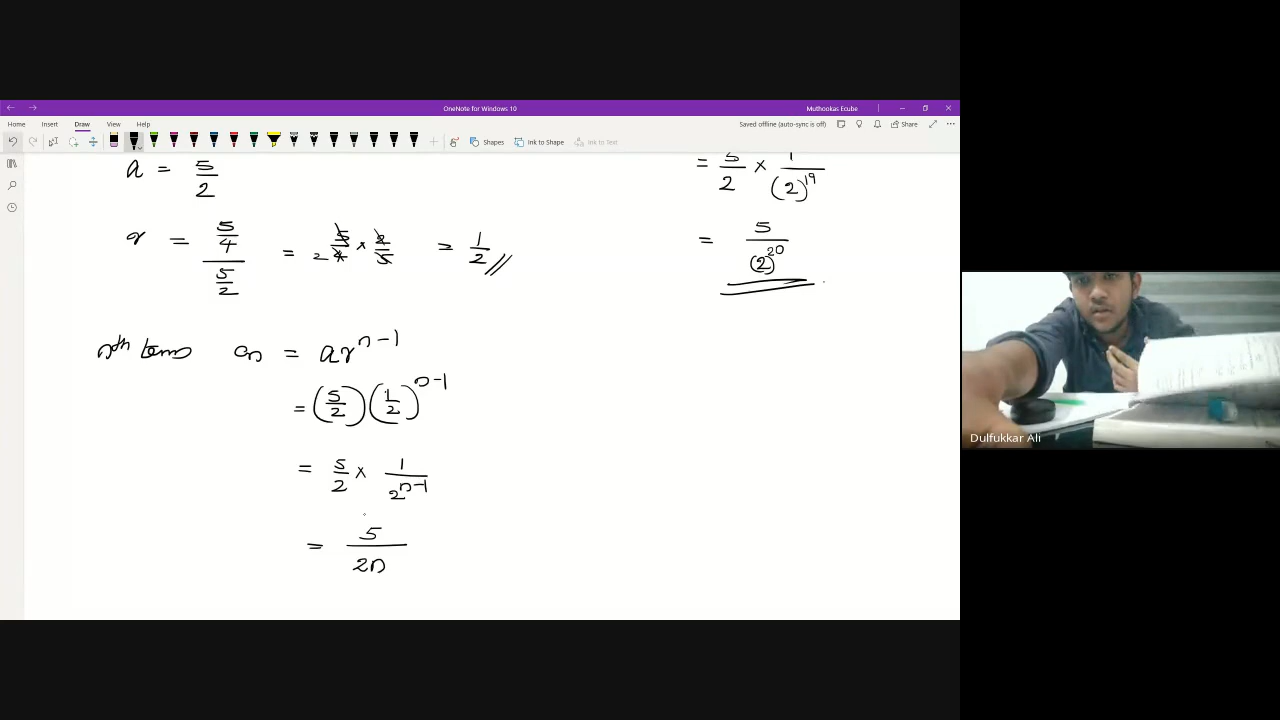 OneNote for Windows 10
Muthookas Ecube
Home Insert Draw View Help
Saved offline (auto-sync is off) Share
Shapes Ink to Shape Ink to Text
a = 5/2
r = (5/4)/(5/2) = 2 5/4 × 2/5 = 1/2 //
nth term an = ar^(n-1)
= (5/2)(1/2)^(n-1)
= 5/2 × 1/2^(n-1)
= 5/2n
= 5/2 × 1/(2)^19
= 5/(2)^20
Dulfukkar Ali